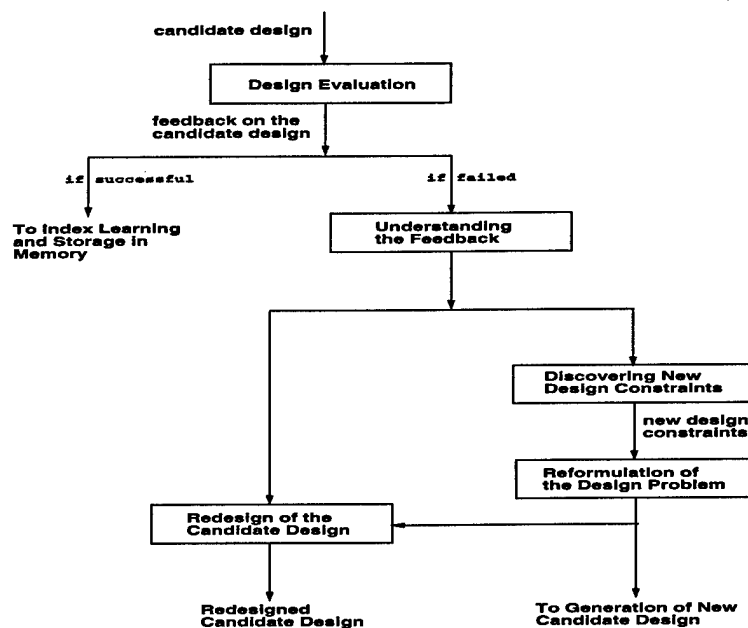 candidate design
Design Evaluation
feedback on the
candidate design
if successful
if failed
To Index Learning
and Storage in
Memory
Understanding
the Feedback
Discovering New
Design Constraints
new design
constraints
Reformulation of
the Design Problem
Redesign of the
Candidate Design
Redesigned
Candidate Design
To Generation of New
Candidate Design